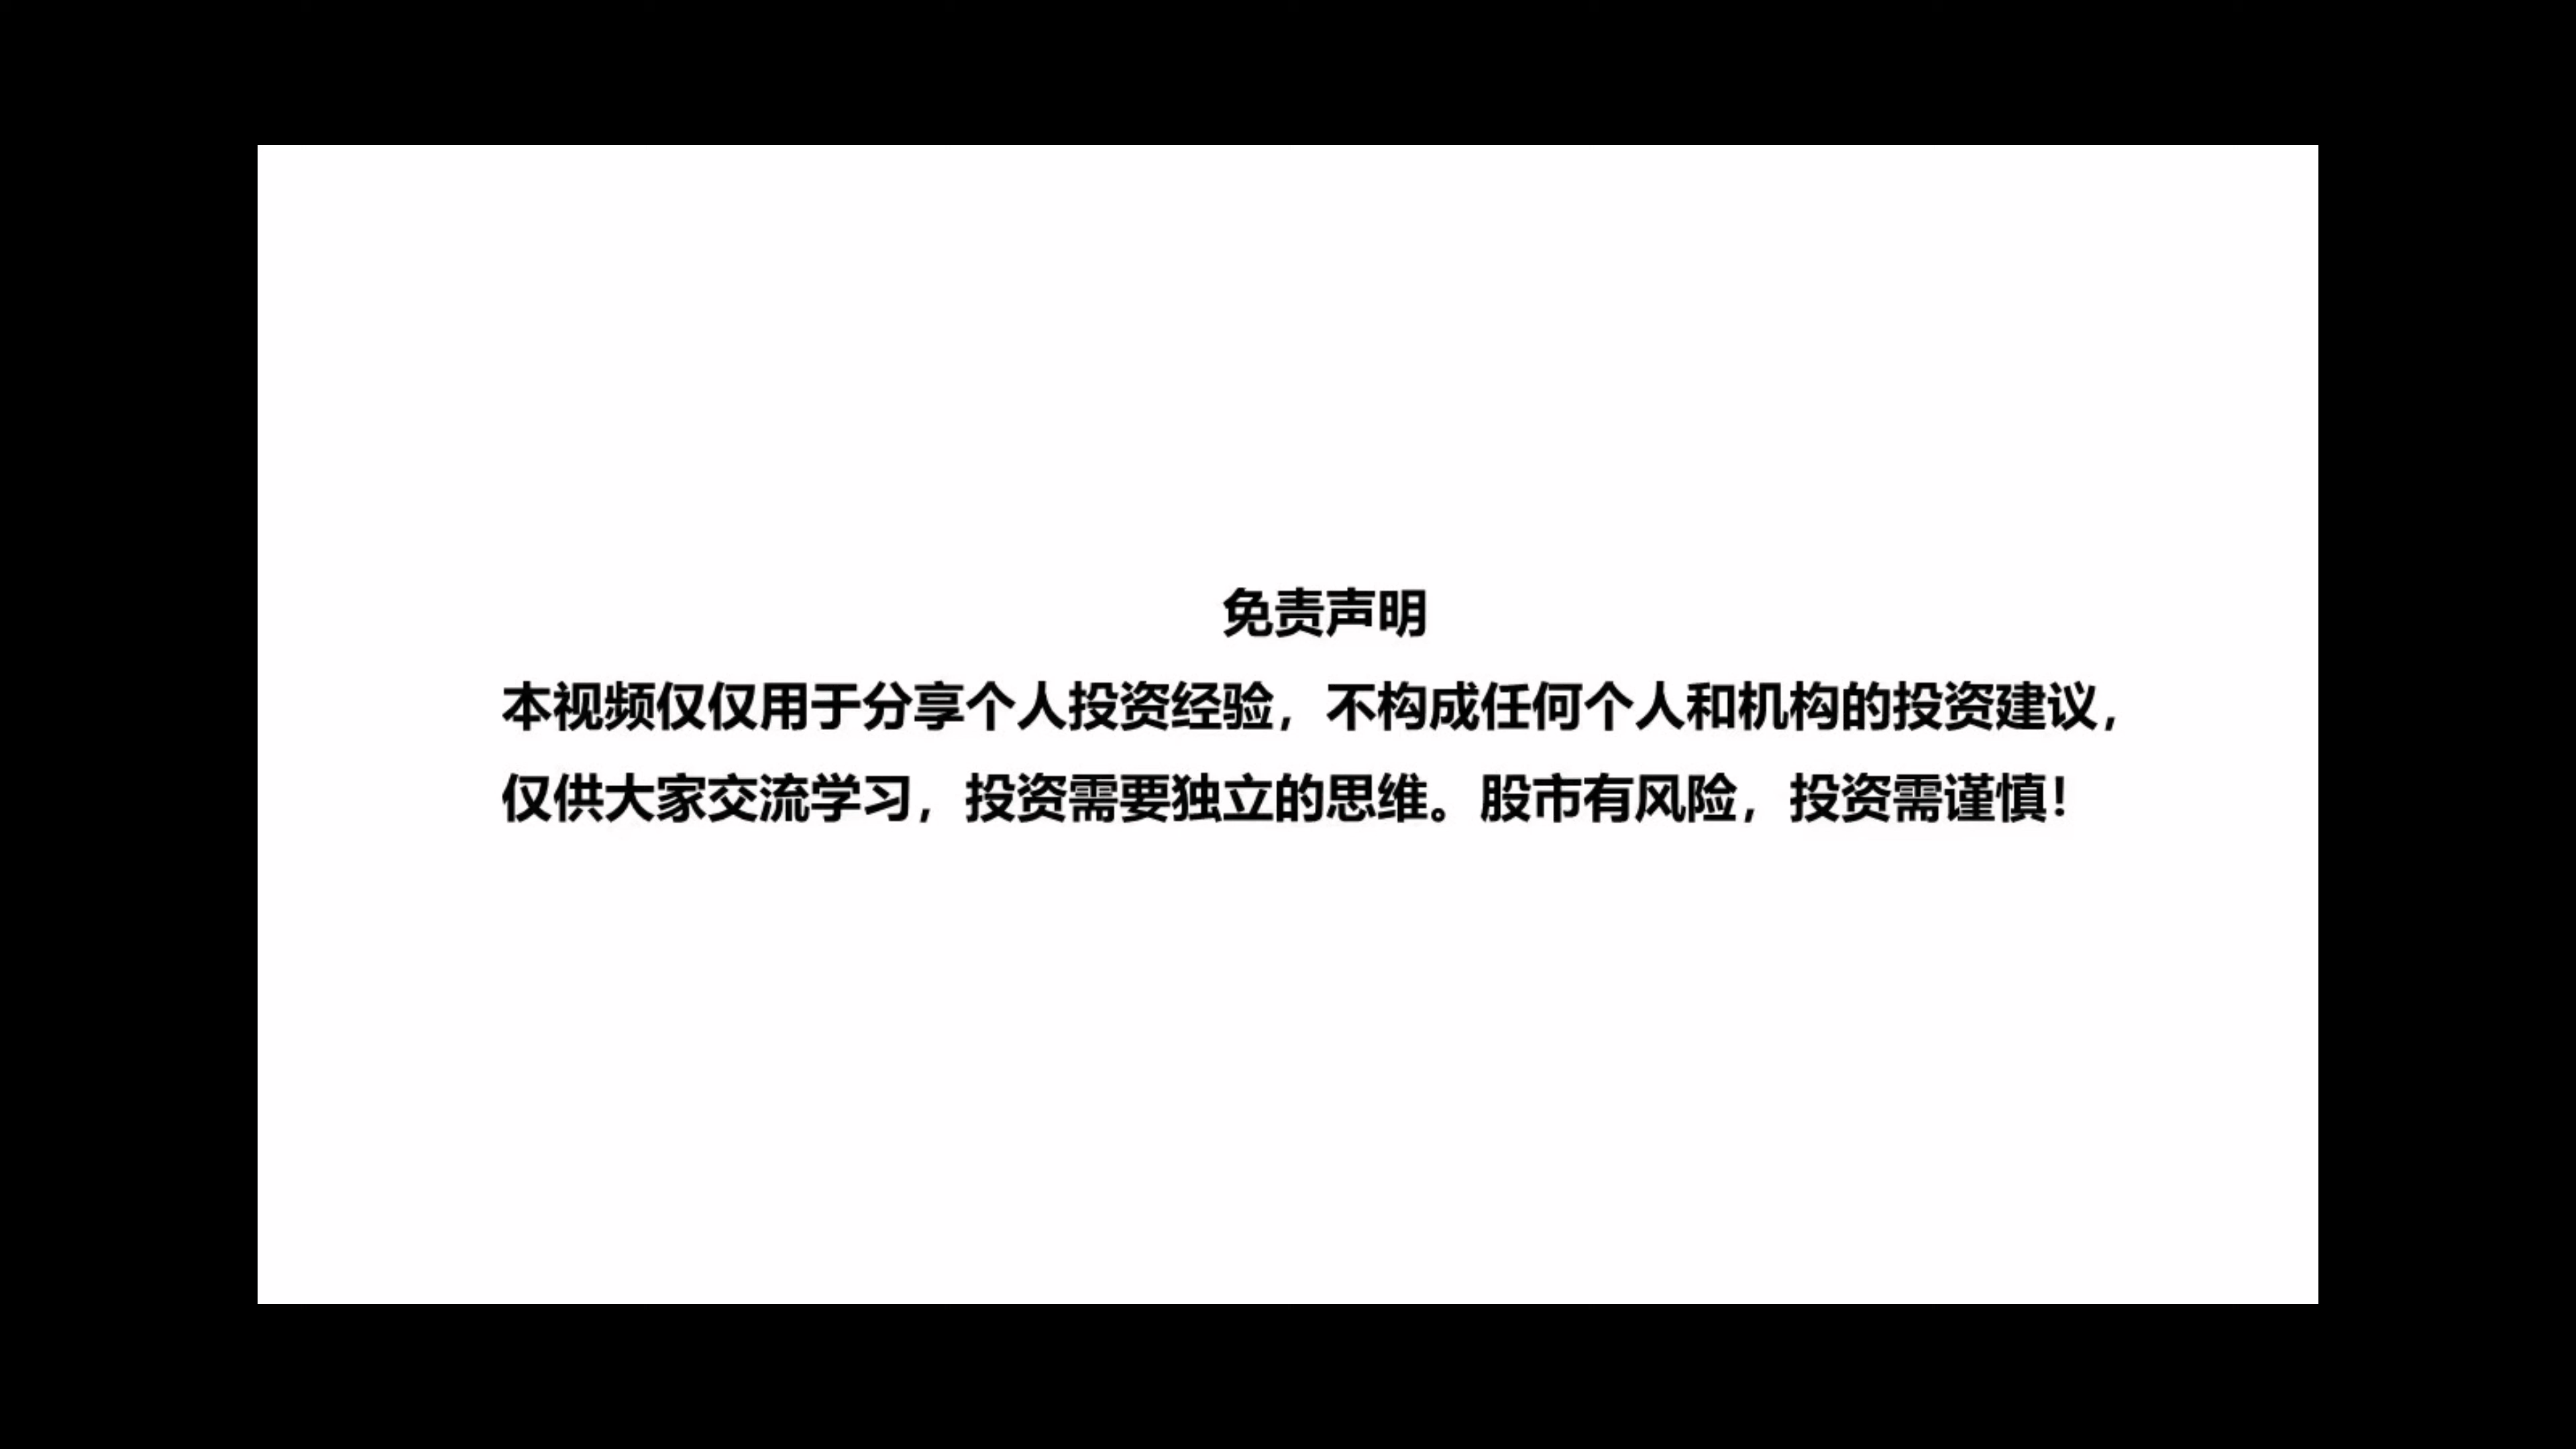 免责声明
本视频仅仅用于分享个人投资经验，不构成任何个人和机构的投资建议，
仅供大家交流学习，投资需要独立的思维。股市有风险，投资需谨慎！